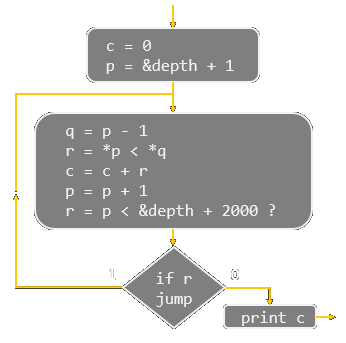 c = 0
p = &depth + 1
q = p - 1
r = *p < *q
c = c + r
p = p + 1
r = p < &depth + 2000 ?
1
if r
0
jump
print c